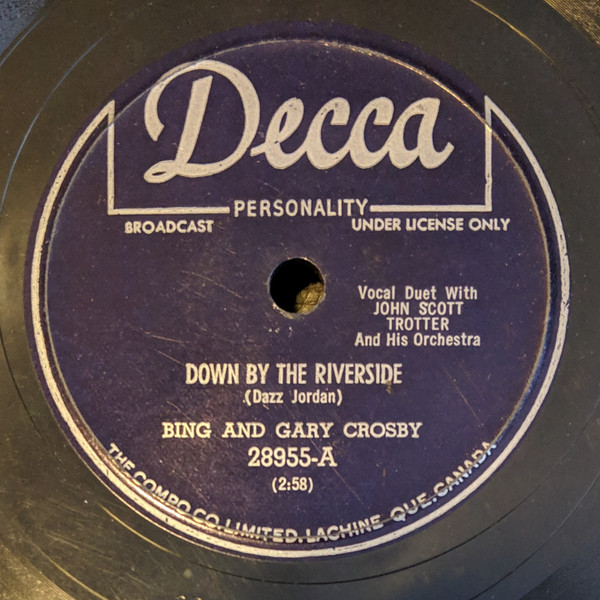 Decca
PERSONALITY
BROADCAST UNDER LICENSE ONLY
Vocal Duet With
JOHN SCOTT
TROTTER
And His Orchestra
DOWN BY THE RIVERSIDE
(Dazz Jordan)
BING AND GARY CROSBY
28955-A
(2:58)
THE COMPO CO. LIMITED. LACHINE QUE. CANADA